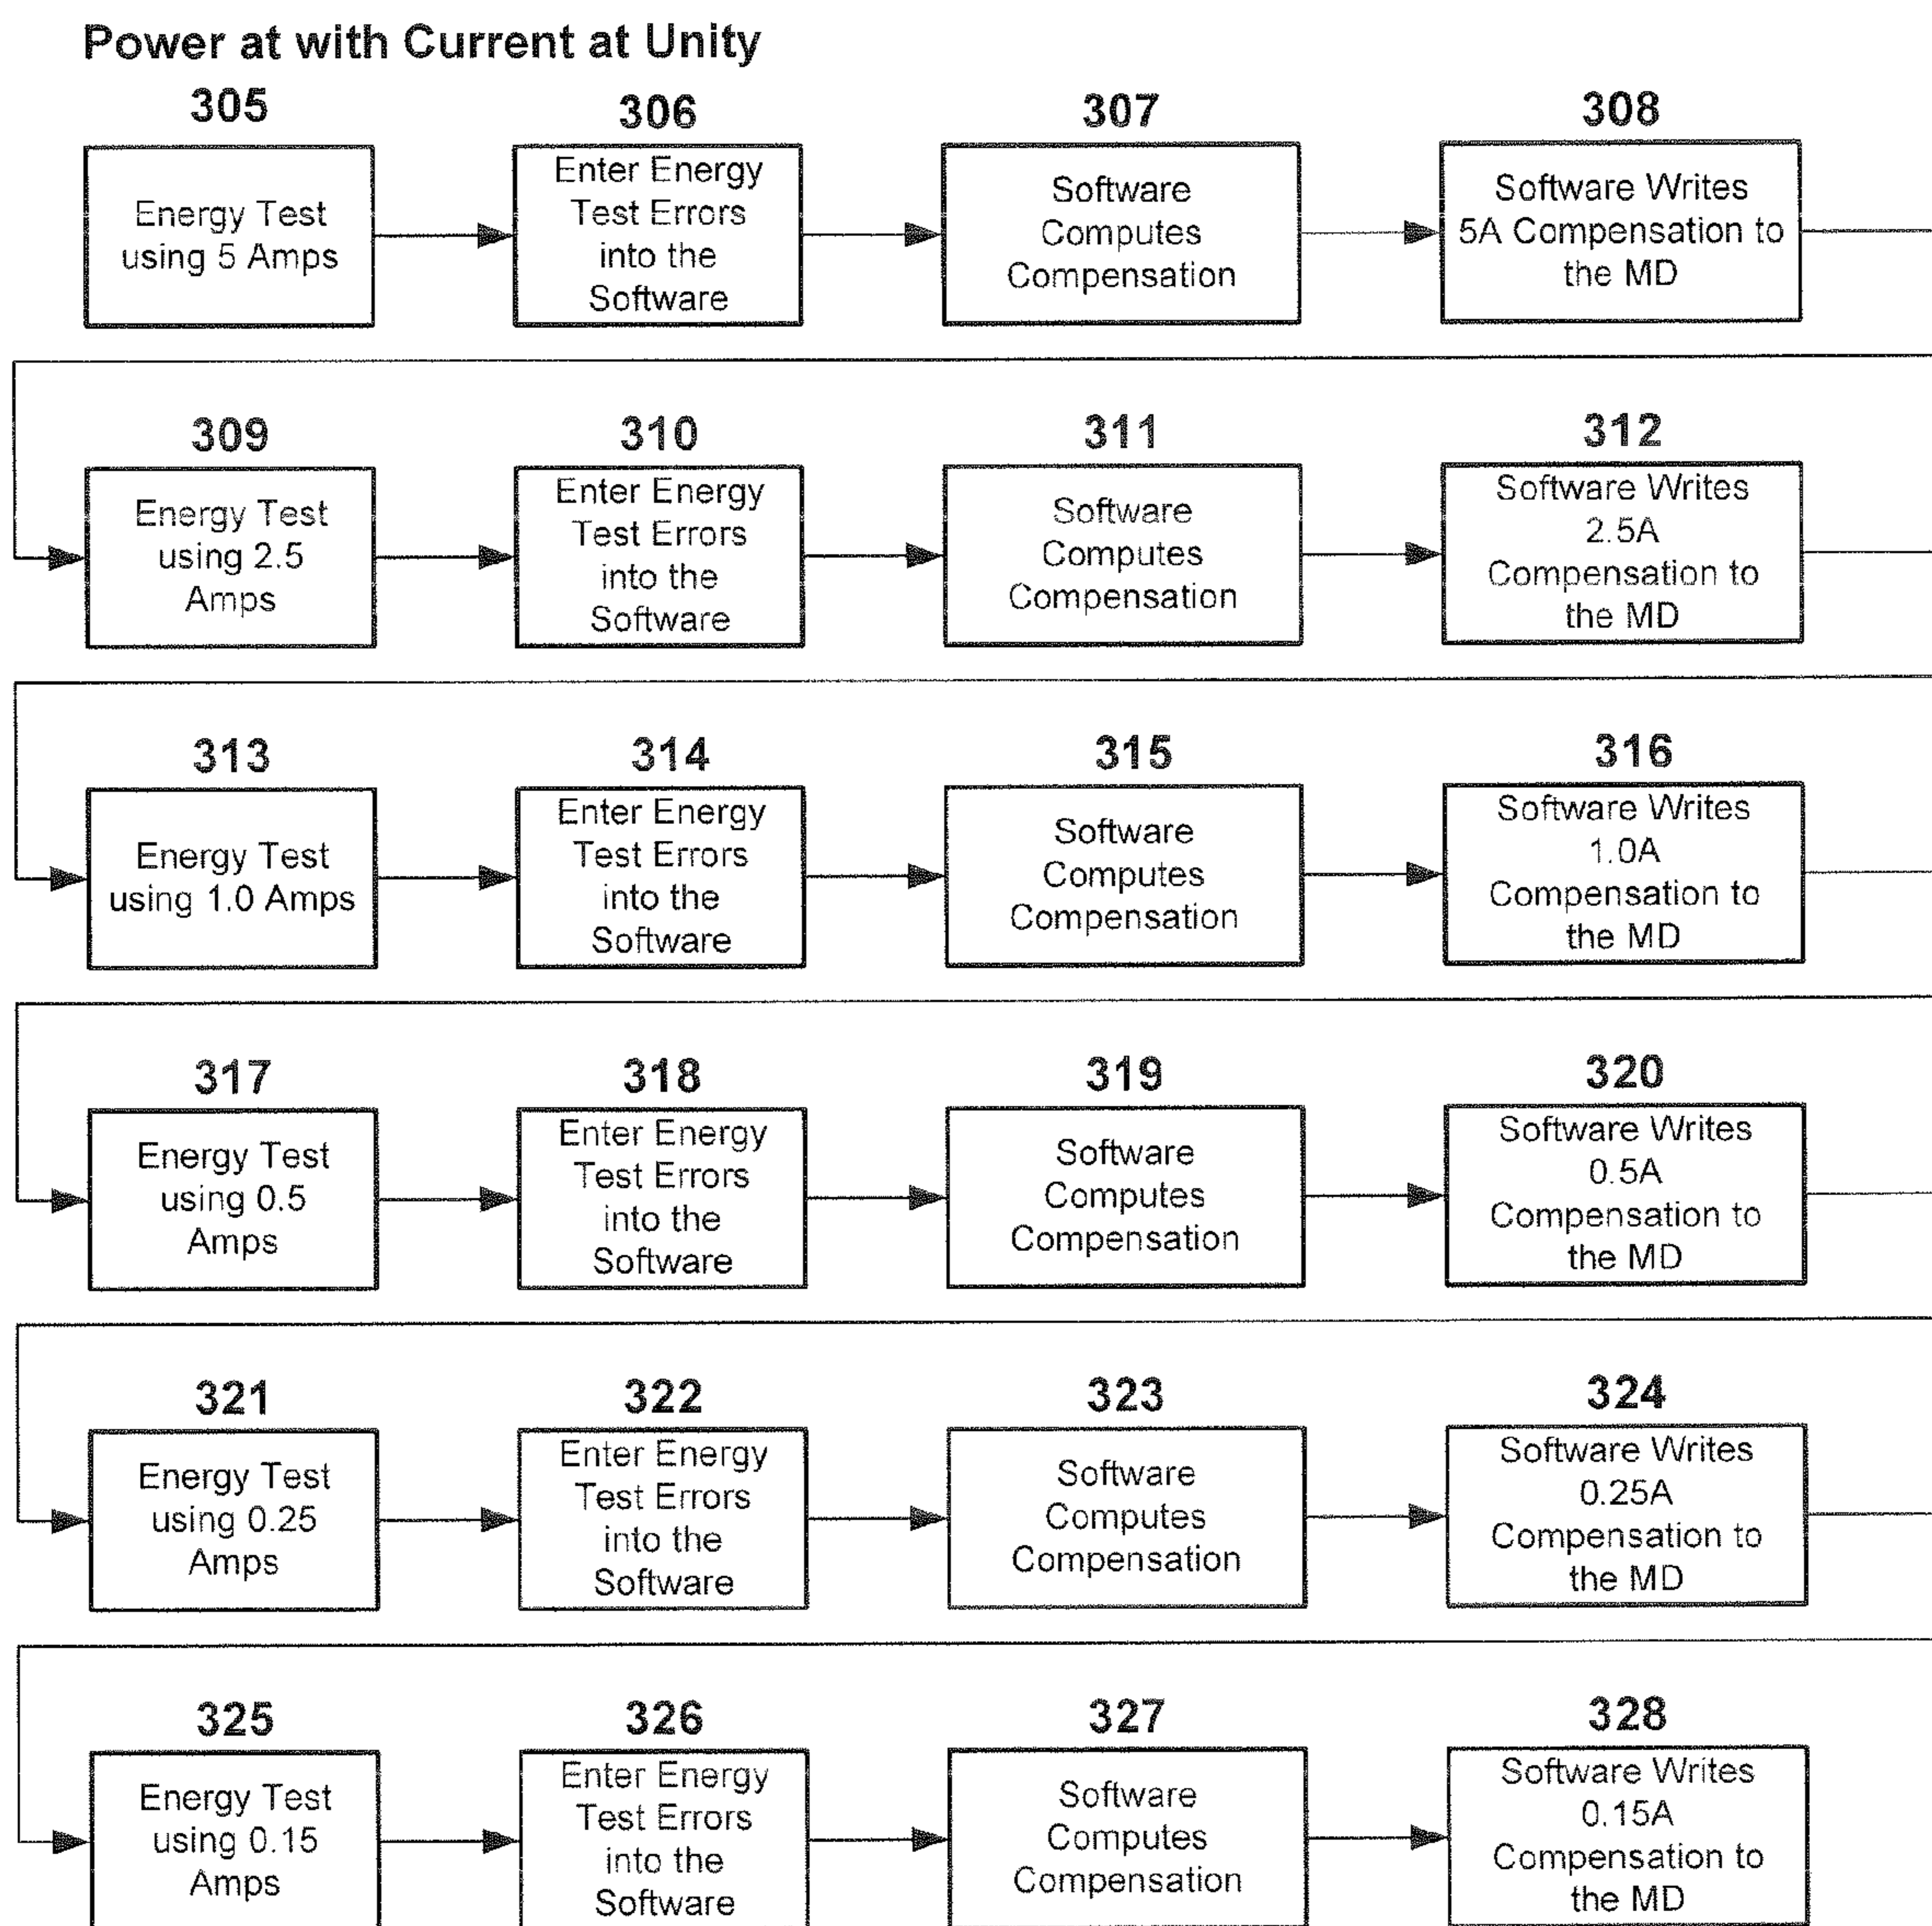 Power at with Current at Unity
305
306
307
308
Energy Test
using 5 Amps
Enter Energy
Test Errors
into the
Software
Software
Computes
Compensation
Software Writes
5A Compensation to
the MD
309
310
311
312
Energy Test
using 2.5
Amps
Enter Energy
Test Errors
into the
Software
Software
Computes
Compensation
Software Writes
2.5A
Compensation to
the MD
313
314
315
316
Energy Test
using 1.0 Amps
Enter Energy
Test Errors
into the
Software
Software
Computes
Compensation
Software Writes
1.0A
Compensation to
the MD
317
318
319
320
Energy Test
using 0.5
Amps
Enter Energy
Test Errors
into the
Software
Software
Computes
Compensation
Software Writes
0.5A
Compensation to
the MD
321
322
323
324
Energy Test
using 0.25
Amps
Enter Energy
Test Errors
into the
Software
Software
Computes
Compensation
Software Writes
0.25A
Compensation to
the MD
325
326
327
328
Energy Test
using 0.15
Amps
Enter Energy
Test Errors
into the
Software
Software
Computes
Compensation
Software Writes
0.15A
Compensation to
the MD